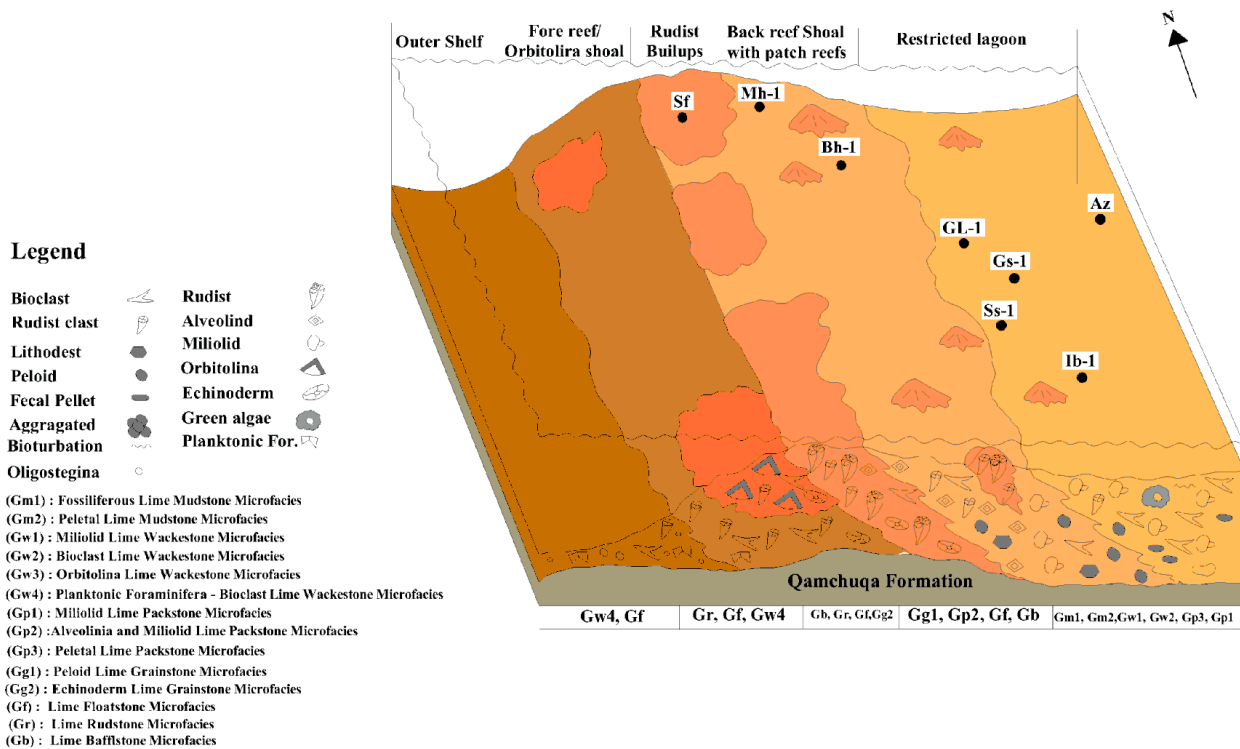 N
Outer Shelf
Fore reef/
Orbitolira shoal
Rudist
Builups
Back reef Shoal
with patch reefs
Restricted lagoon
Sf
Mh-1
Bh-1
Az
GL-1
Gs-1
Ss-1
Ib-1
Legend
Bioclast
Rudist clast
Lithodest
Peloid
Fecal Pellet
Aggragated
Bioturbation
Oligostegina
Rudist
Alveolind
Miliolid
Orbitolina
Echinoderm
Green algae
Planktonic For.
(Gm1) : Fossiliferous Lime Mudstone Microfacies
(Gm2) : Peletal Lime Mudstone Microfacies
(Gw1) : Miliolid Lime Wackestone Microfacies
(Gw2) : Bioclast Lime Wackestone Microfacies
(Gw3) : Orbitolina Lime Wackestone Microfacies
(Gw4) : Planktonic Foraminifera - Bioclast Lime Wackestone Microfacies
(Gp1) : Miliolid Lime Packstone Microfacies
(Gp2) :Alveolinia and Miliolid Lime Packstone Microfacies
(Gp3) : Peletal Lime Packstone Microfacies
(Gg1) : Peloid Lime Grainstone Microfacies
(Gg2) : Echinoderm Lime Grainstone Microfacies
(Gf) : Lime Floatstone Microfacies
(Gr) : Lime Rudstone Microfacies
(Gb) : Lime Bafflstone Microfacies
Qamchuqa Formation
Gw4, Gf
Gr, Gf, Gw4
Gb, Gr, Gf,Gg2
Gg1, Gp2, Gf, Gb
Gm1, Gm2,Gw1, Gw2, Gp3, Gp1